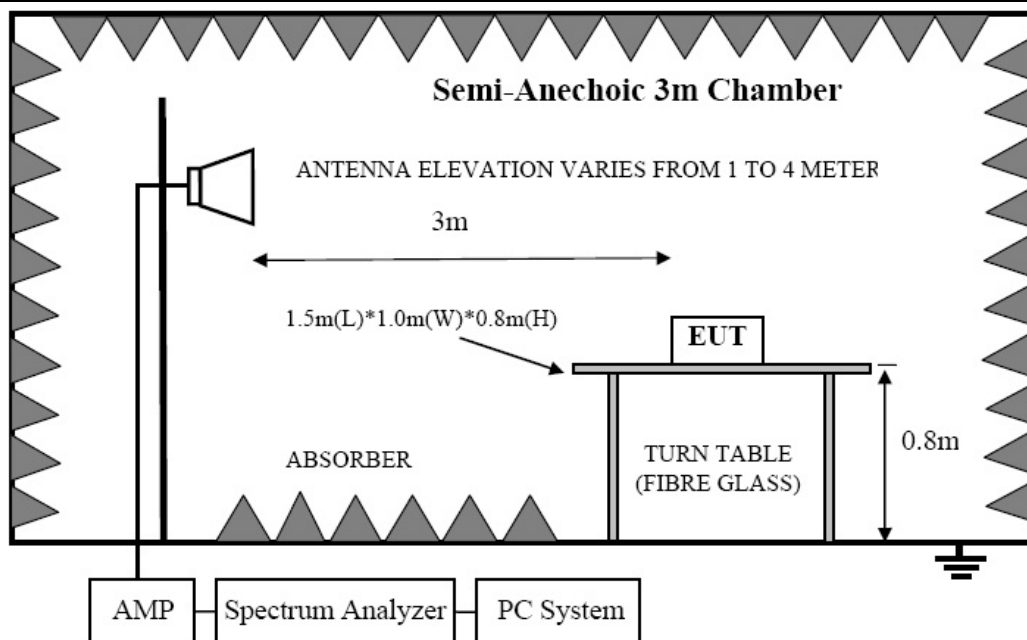 Semi-Anechoic 3m Chamber
ANTENNA ELEVATION VARIES FROM 1 TO 4 METER
3m
1.5m(L)*1.0m(W)*0.8m(H)
EUT
0.8m
ABSORBER
TURN TABLE
(FIBRE GLASS)
AMP
Spectrum Analyzer
PC System